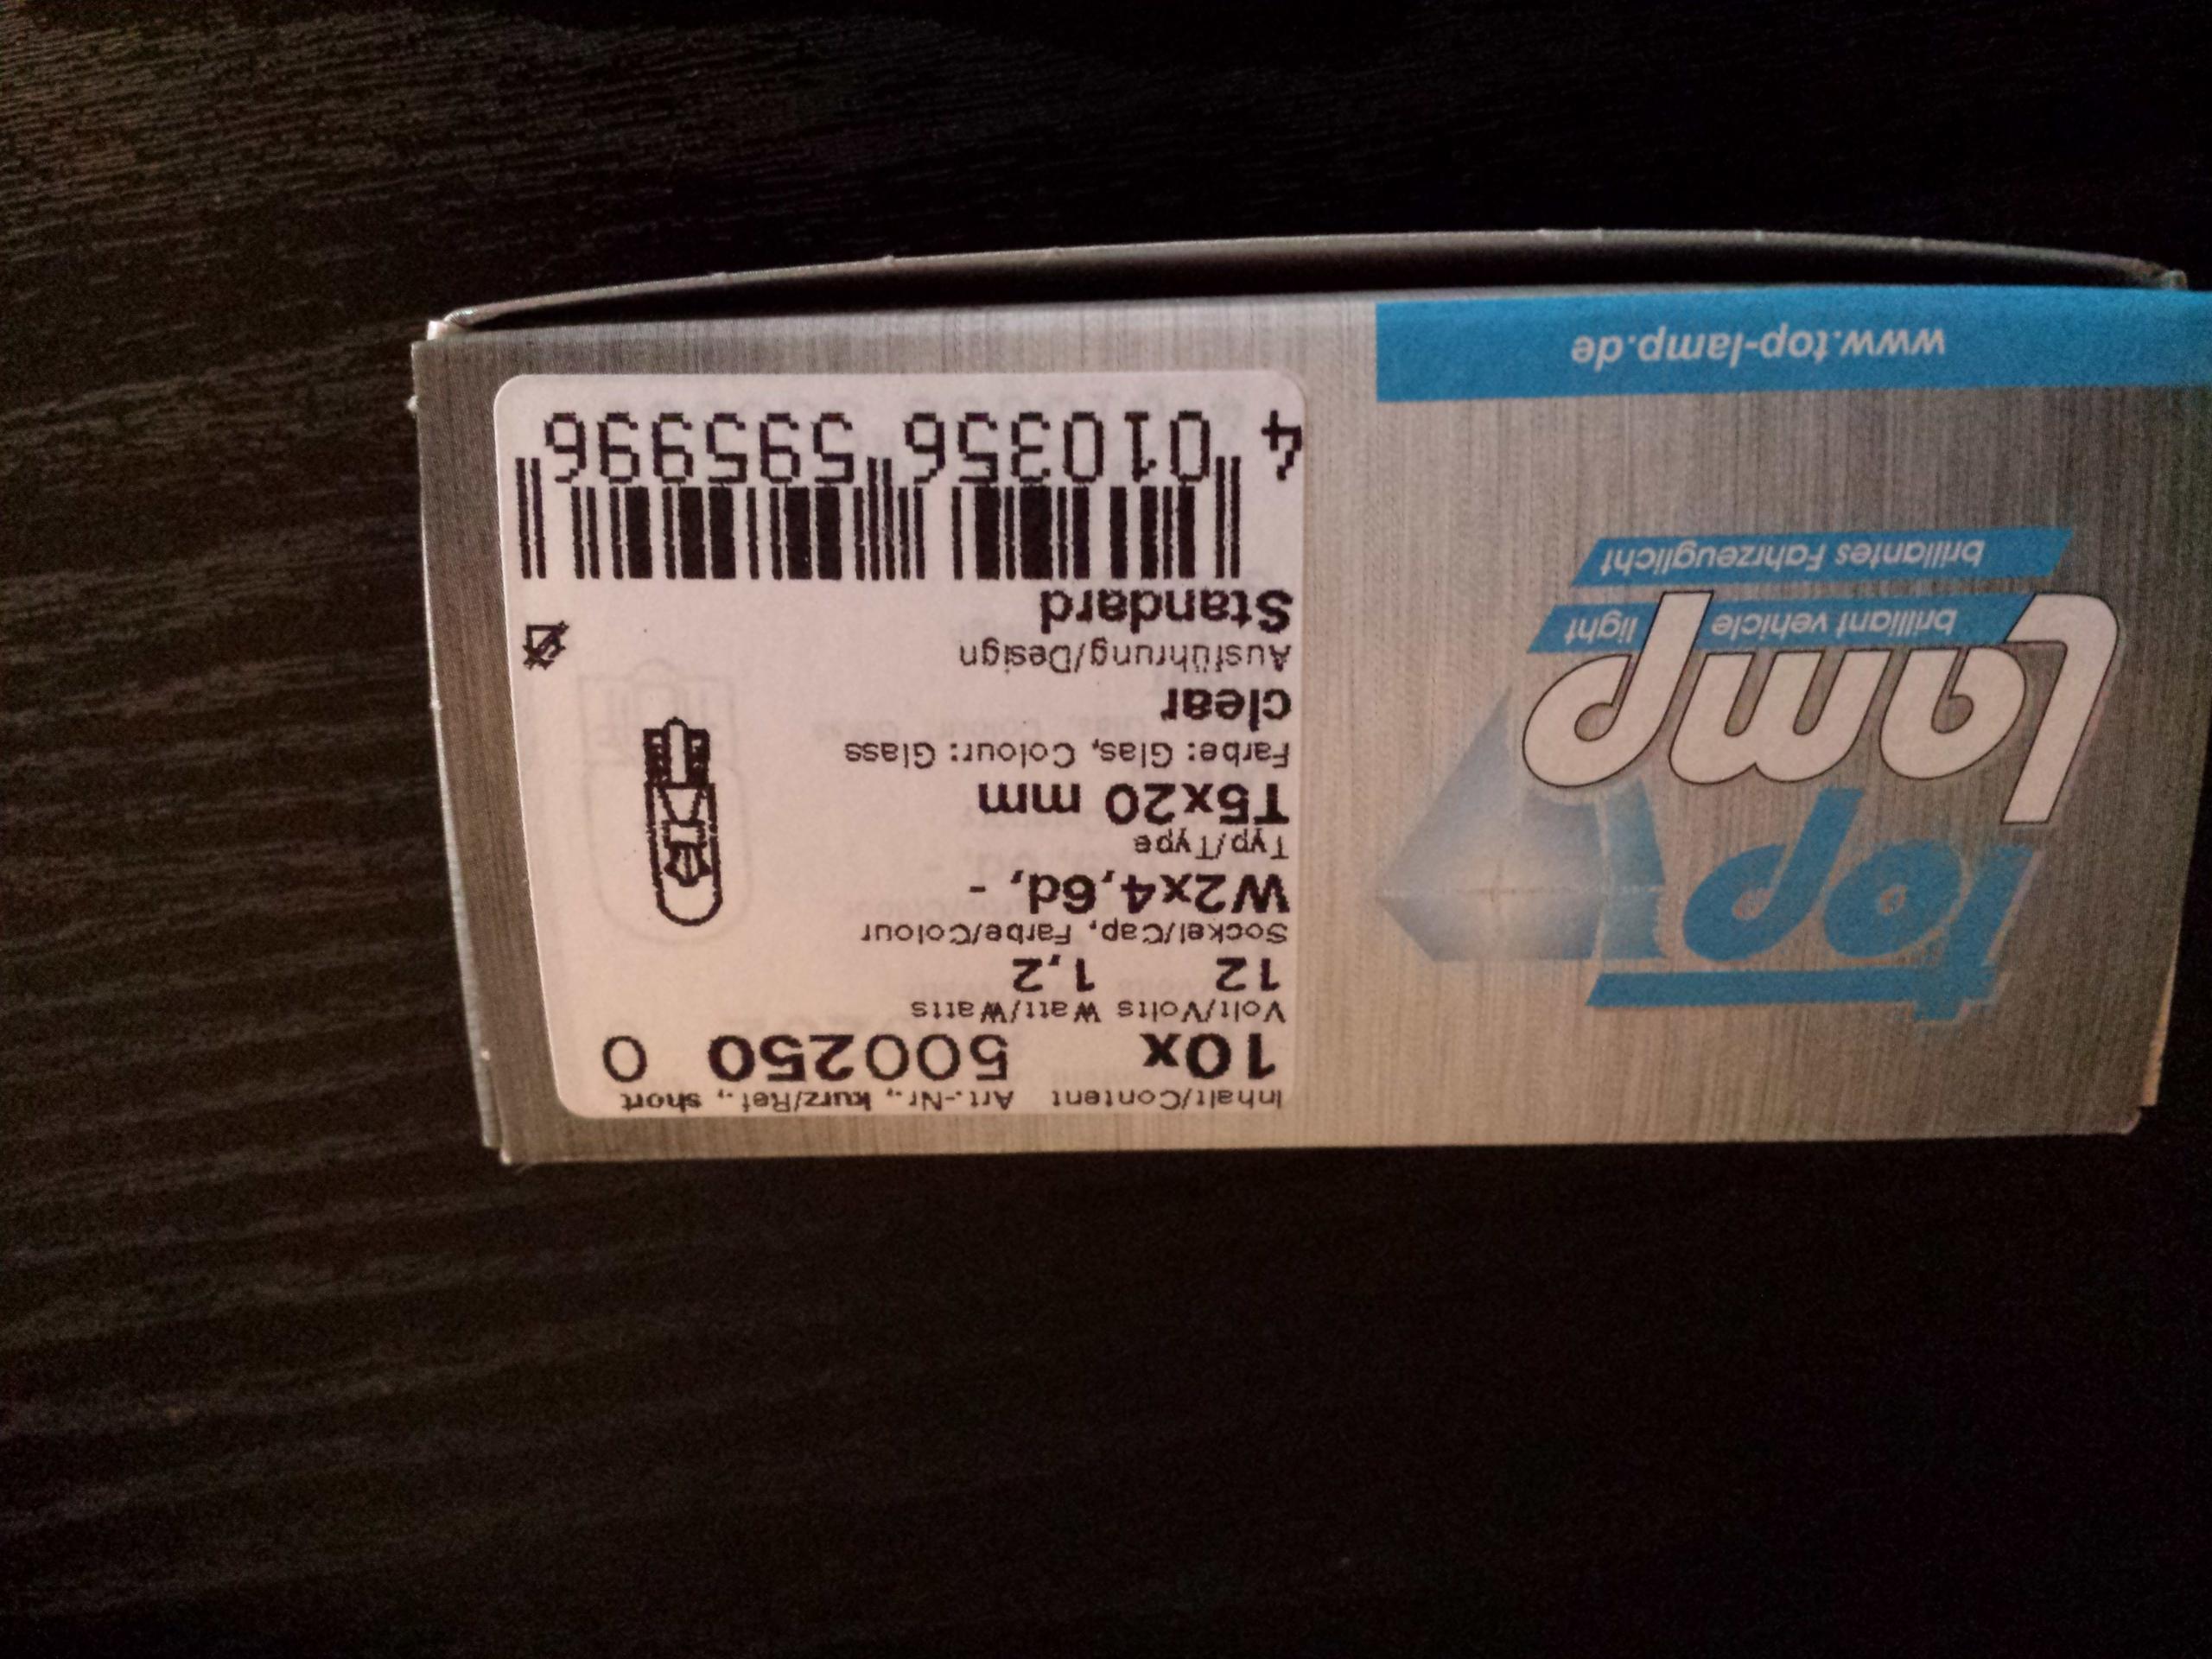 top
lamp
brilliant vehicle light
brillantes Fahrzeuglicht
www.top-lamp.de
Inhalt/Content Art.-Nr., kurz/Ref., short
10x 500250 0
Volt/Volts Watt/Watts
12 1,2
Sockel/Cap, Farbe/Colour
W2x4,6d, -
Typ/Type
T5x20 mm
Farbe: Glas, Colour: Glass
clear
Ausführung/Design
Standard
4 010356 595996